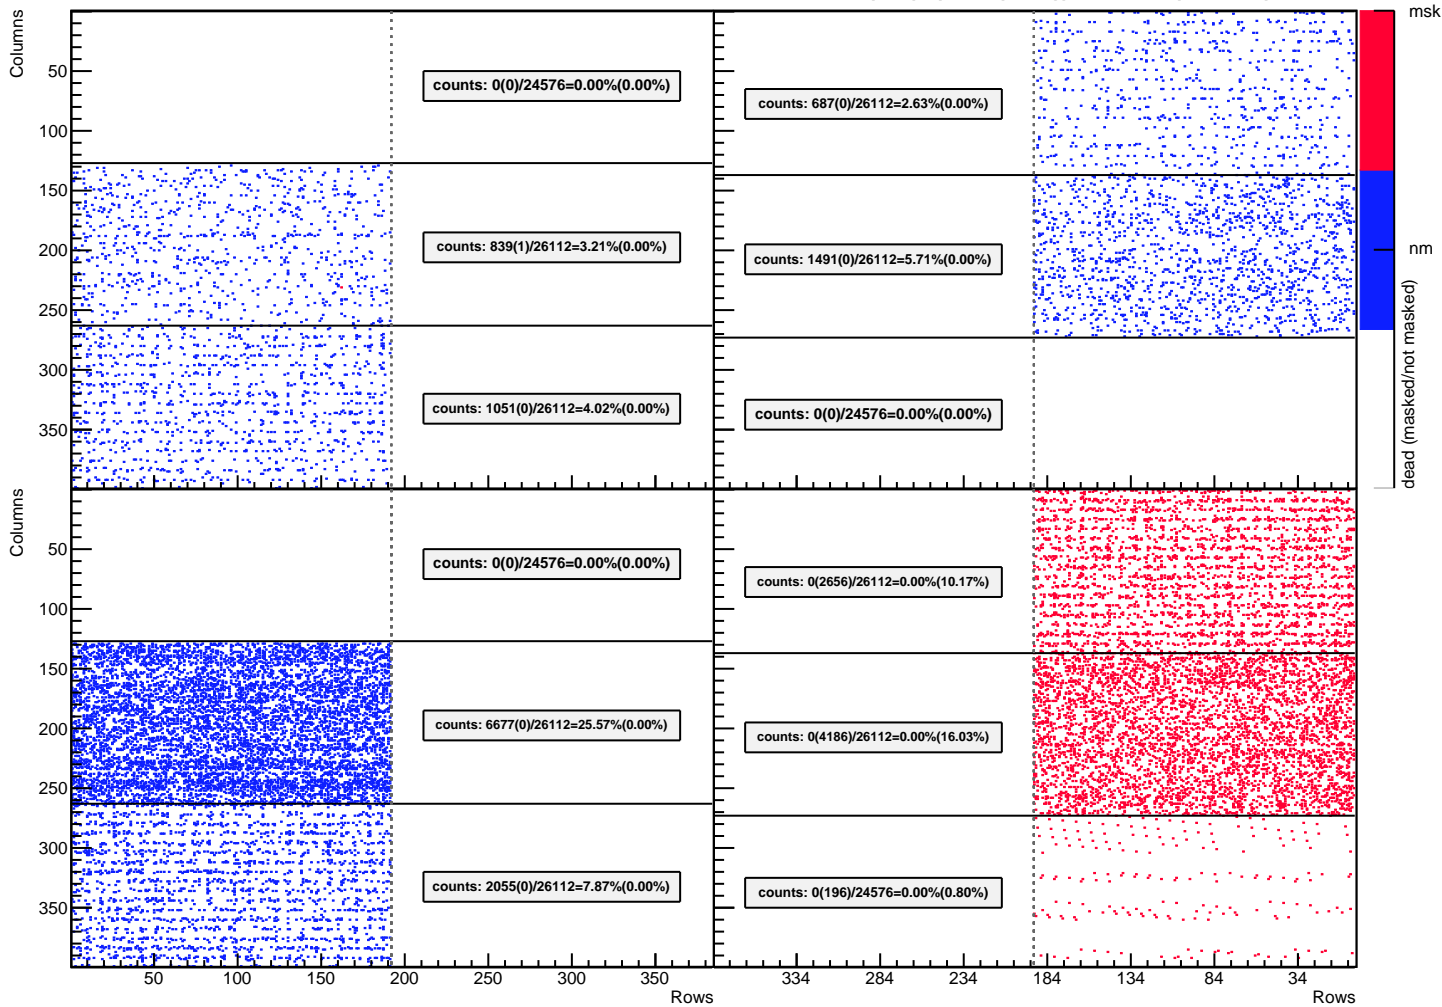 Columns
50
100
150
200
250
300
350
counts: 0(0)/24576=0.00%(0.00%)
counts: 839(1)/26112=3.21%(0.00%)
counts: 1051(0)/26112=4.02%(0.00%)
counts: 687(0)/26112=2.63%(0.00%)
counts: 1491(0)/26112=5.71%(0.00%)
counts: 0(0)/24576=0.00%(0.00%)
msk
nm
dead (masked/not masked)
Columns
50
100
150
200
250
300
350
counts: 0(0)/24576=0.00%(0.00%)
counts: 6677(0)/26112=25.57%(0.00%)
counts: 2055(0)/26112=7.87%(0.00%)
counts: 0(2656)/26112=0.00%(10.17%)
counts: 0(4186)/26112=0.00%(16.03%)
counts: 0(196)/24576=0.00%(0.80%)
50 100 150 200 250 300 350
Rows
334 284 234 184 134 84 34
Rows